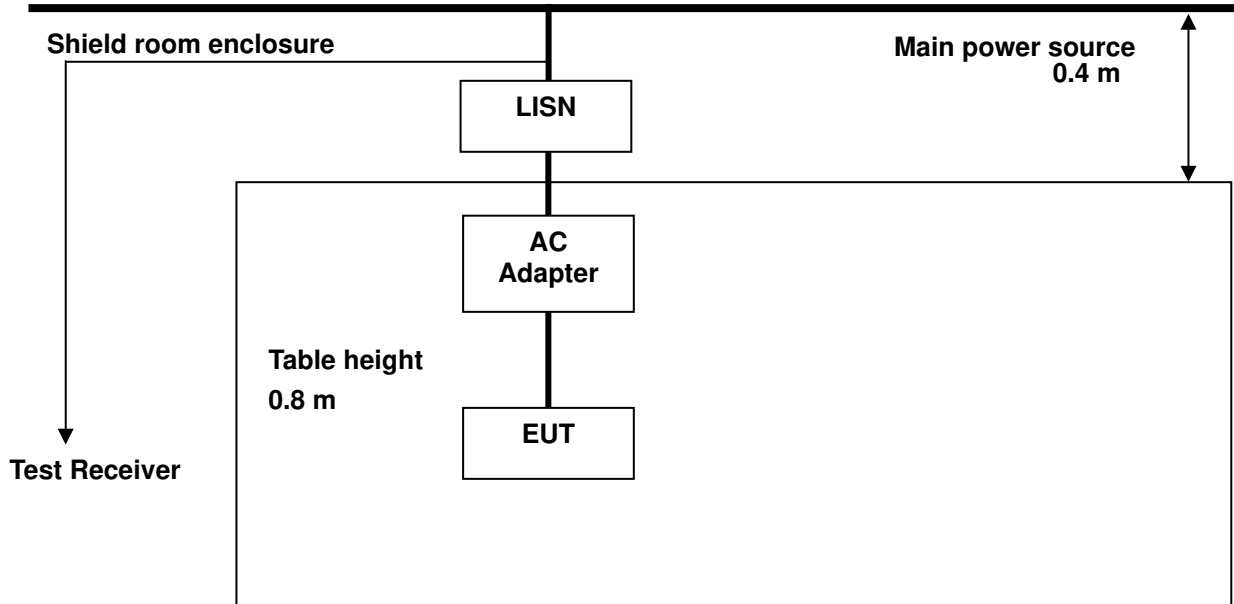 Shield room enclosure
Main power source
0.4 m
LISN
AC
Adapter
Table height
0.8 m
EUT
Test Receiver